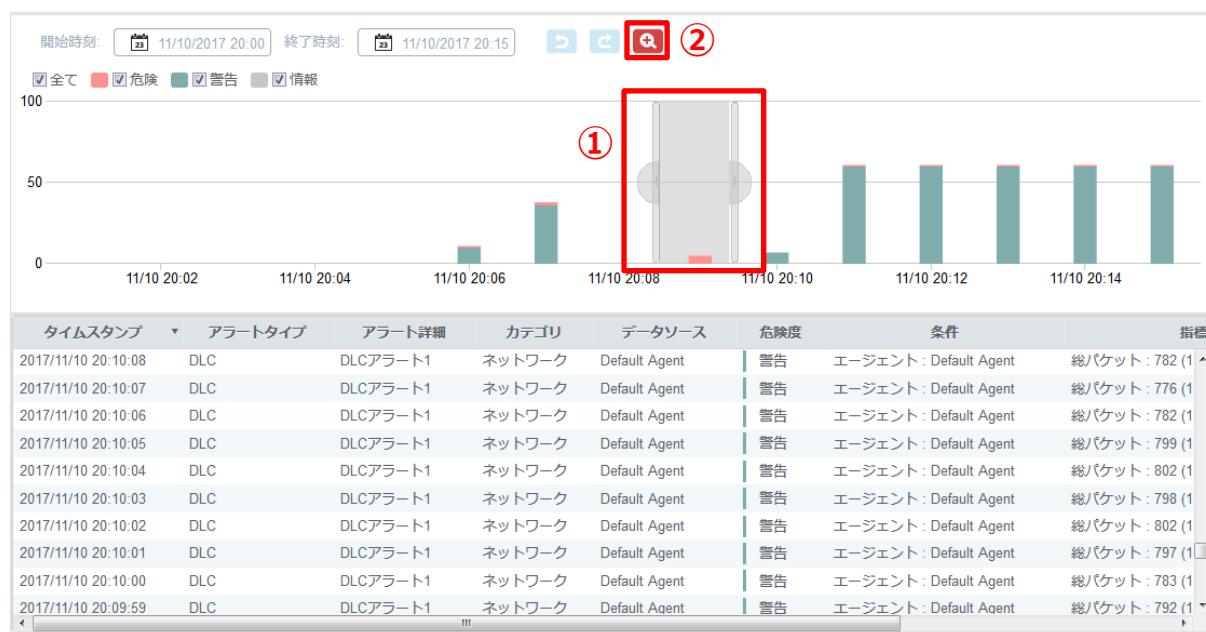 開始時刻: 23 11/10/2017 20:00 終了時刻: 23 11/10/2017 20:15 ②
全て 危険 警告 情報
100
①
50
0
11/10 20:02 11/10 20:04 11/10 20:06 11/10 20:08 11/10 20:10 11/10 20:12 11/10 20:14
タイムスタンプ ▼ アラートタイプ アラート詳細 カテゴリ データソース 危険度 条件 指標
2017/11/10 20:10:08 DLC DLCアラート1 ネットワーク Default Agent 警告 エージェント : Default Agent 総パケット : 782 (1
2017/11/10 20:10:07 DLC DLCアラート1 ネットワーク Default Agent 警告 エージェント : Default Agent 総パケット : 776 (1
2017/11/10 20:10:06 DLC DLCアラート1 ネットワーク Default Agent 警告 エージェント : Default Agent 総パケット : 782 (1
2017/11/10 20:10:05 DLC DLCアラート1 ネットワーク Default Agent 警告 エージェント : Default Agent 総パケット : 799 (1
2017/11/10 20:10:04 DLC DLCアラート1 ネットワーク Default Agent 警告 エージェント : Default Agent 総パケット : 802 (1
2017/11/10 20:10:03 DLC DLCアラート1 ネットワーク Default Agent 警告 エージェント : Default Agent 総パケット : 798 (1
2017/11/10 20:10:02 DLC DLCアラート1 ネットワーク Default Agent 警告 エージェント : Default Agent 総パケット : 802 (1
2017/11/10 20:10:01 DLC DLCアラート1 ネットワーク Default Agent 警告 エージェント : Default Agent 総パケット : 797 (1
2017/11/10 20:10:00 DLC DLCアラート1 ネットワーク Default Agent 警告 エージェント : Default Agent 総パケット : 783 (1
2017/11/10 20:09:59 DLC DLCアラート1 ネットワーク Default Agent 警告 エージェント : Default Agent 総パケット : 792 (1